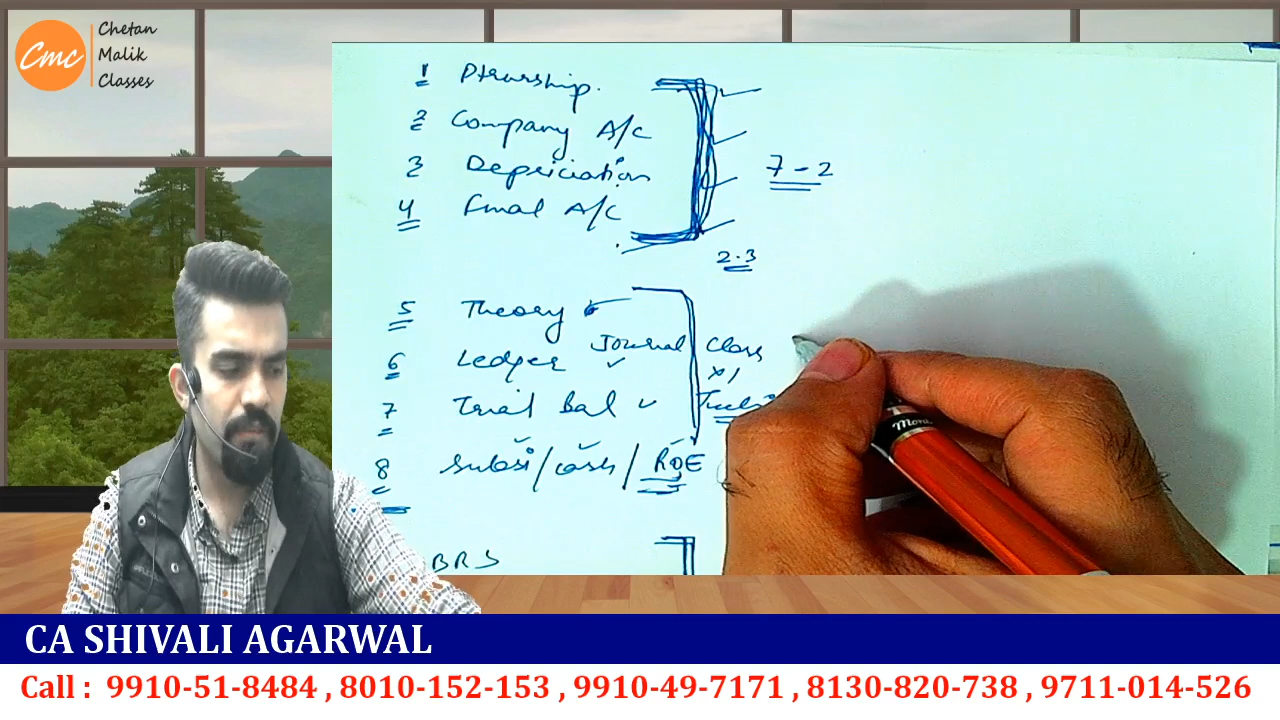 Cmc
Chetan
Malik
Classes
1 Ptnership.
2 Company A/c
3 Depriciation
4 Final A/c
7 - 2
2.3
5 Theory
6 Ledger Journal
Class
XI
7 Trial bal
8 Subsi/cash/ROE
BRS
CA SHIVALI AGARWAL
Call : 9910-51-8484 , 8010-152-153 , 9910-49-7171 , 8130-820-738 , 9711-014-526